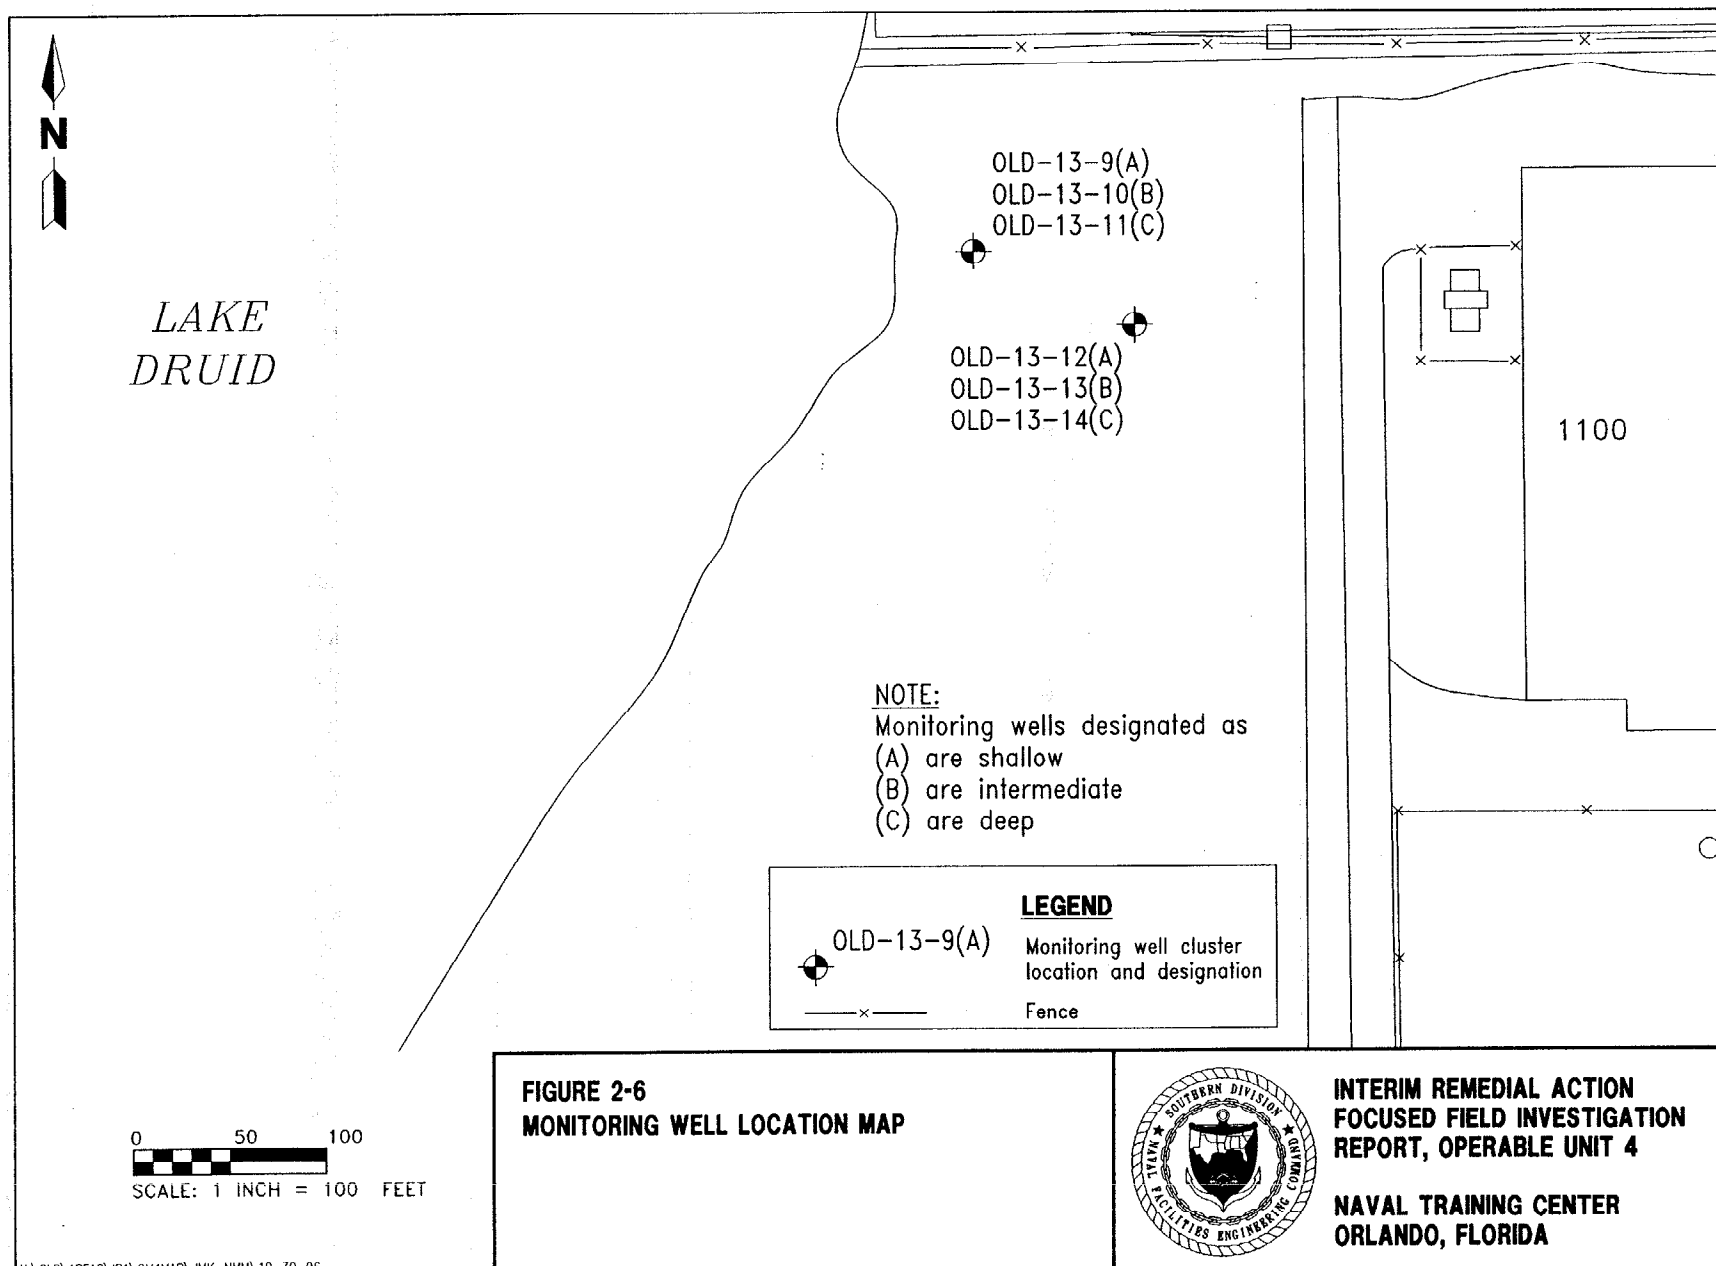 N
LAKE
DRUID
OLD-13-9(A)
OLD-13-10(B)
OLD-13-11(C)
OLD-13-12(A)
OLD-13-13(B)
OLD-13-14(C)
1100
NOTE:
Monitoring wells designated as
(A) are shallow
(B) are intermediate
(C) are deep
LEGEND
OLD-13-9(A)
Monitoring well cluster
location and designation
Fence
0 50 100
SCALE: 1 INCH = 100 FEET
FIGURE 2-6
MONITORING WELL LOCATION MAP
SOUTHERN DIVISION
NAVAL FACILITIES ENGINEERING COMMAND
INTERIM REMEDIAL ACTION
FOCUSED FIELD INVESTIGATION
REPORT, OPERABLE UNIT 4
NAVAL TRAINING CENTER
ORLANDO, FLORIDA